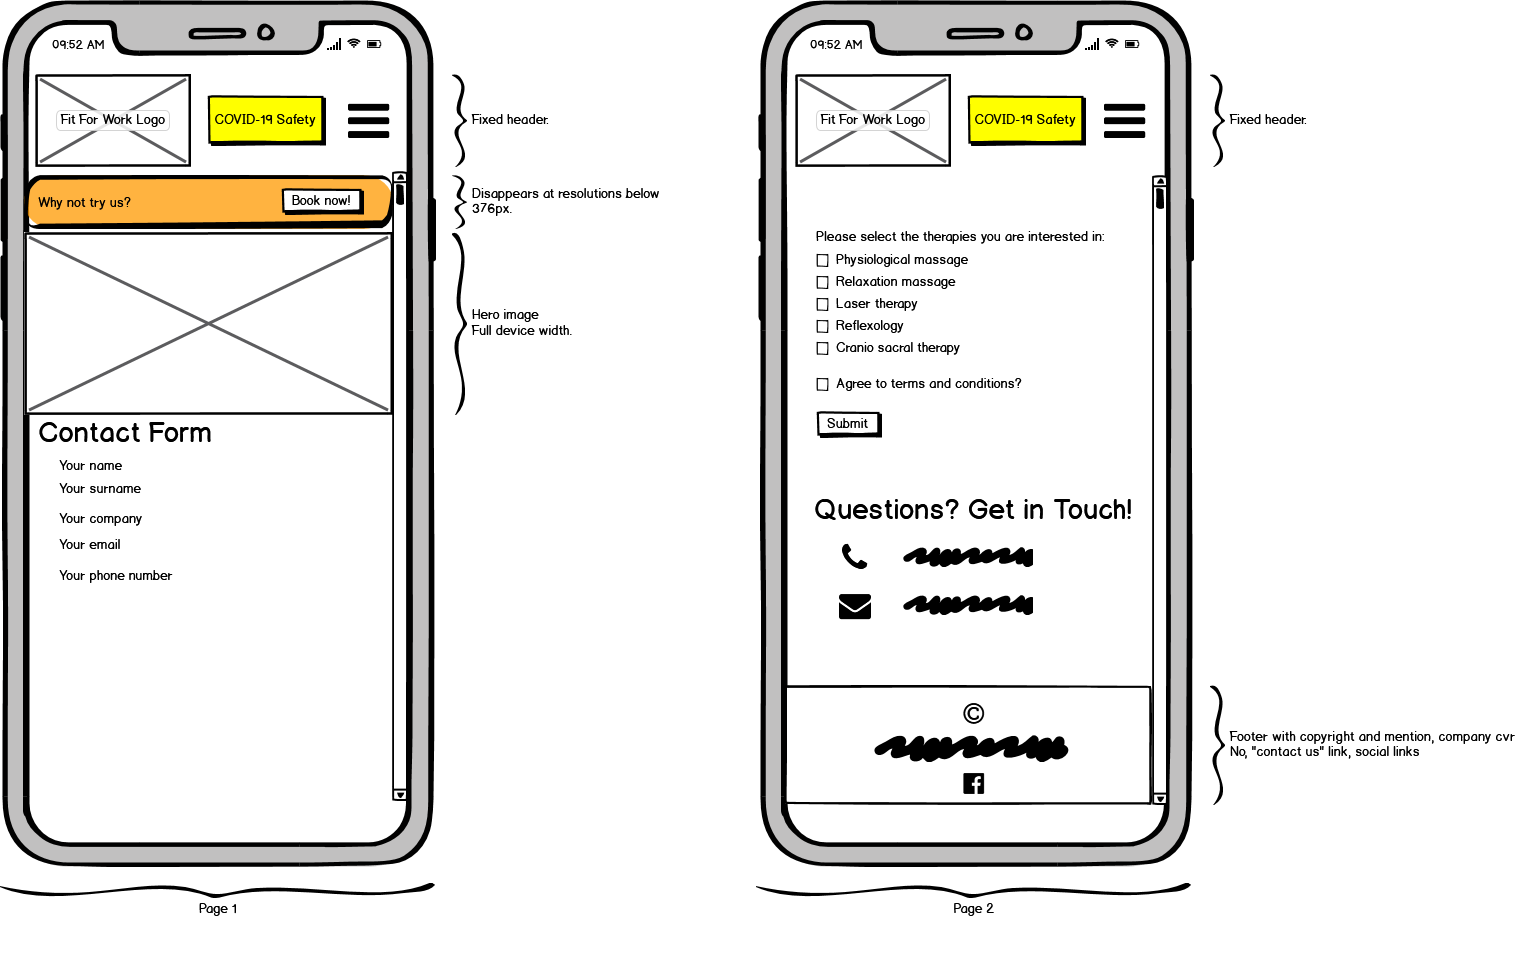 09:52 AM
Fit For Work Logo
COVID-19 Safety
Fixed header.
Why not try us?
Book now!
Disappears at resolutions below
376px.
Hero image
Full device width.
Contact Form
Your name
Your surname
Your company
Your email
Your phone number
Page 1
09:52 AM
Fit For Work Logo
COVID-19 Safety
Fixed header.
Please select the therapies you are interested in:
Physiological massage
Relaxation massage
Laser therapy
Reflexology
Cranio sacral therapy
Agree to terms and conditions?
Submit
Questions? Get in Touch!
©
Footer with copyright and mention, company cvr
No, "contact us" link, social links
Page 2